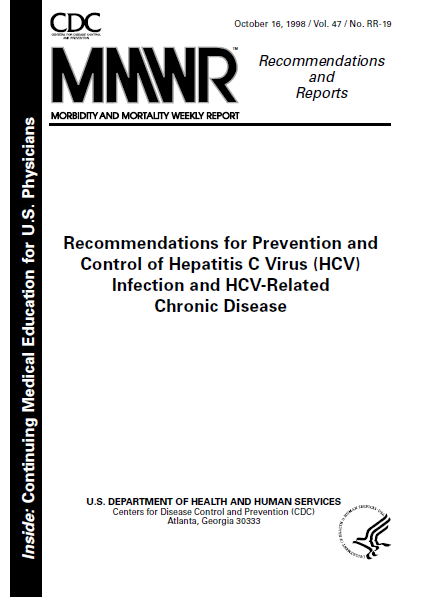 CDC
CENTERS FOR DISEASE CONTROL
AND PREVENTION
October 16, 1998 / Vol. 47 / No. RR-19
MMWR™
MORBIDITY AND MORTALITY WEEKLY REPORT
Recommendations
and
Reports
Inside: Continuing Medical Education for U.S. Physicians
Recommendations for Prevention and
Control of Hepatitis C Virus (HCV)
Infection and HCV-Related
Chronic Disease
U.S. DEPARTMENT OF HEALTH AND HUMAN SERVICES
Centers for Disease Control and Prevention (CDC)
Atlanta, Georgia 30333